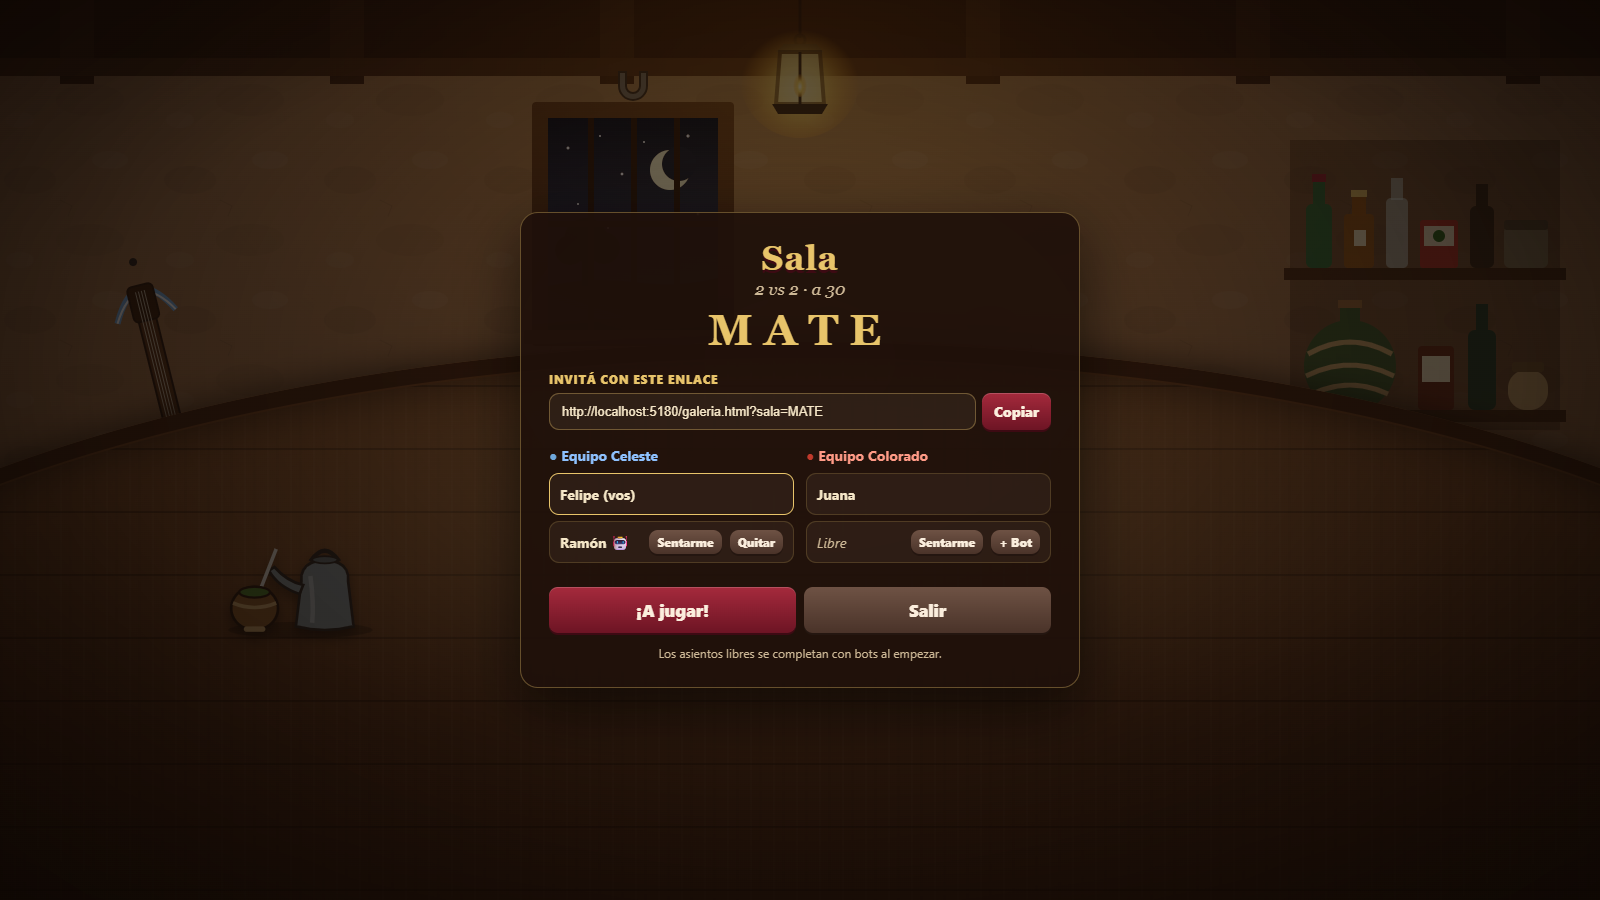 Sala
2 vs 2 · a 30
MATE
INVITÁ CON ESTE ENLACE
http://localhost:5180/galeria.html?sala=MATE
Copiar
● Equipo Celeste
Felipe (vos)
Ramón 🤖 Sentarme Quitar
● Equipo Colorado
Juana
Libre Sentarme + Bot
¡A jugar!
Salir
Los asientos libres se completan con bots al empezar.